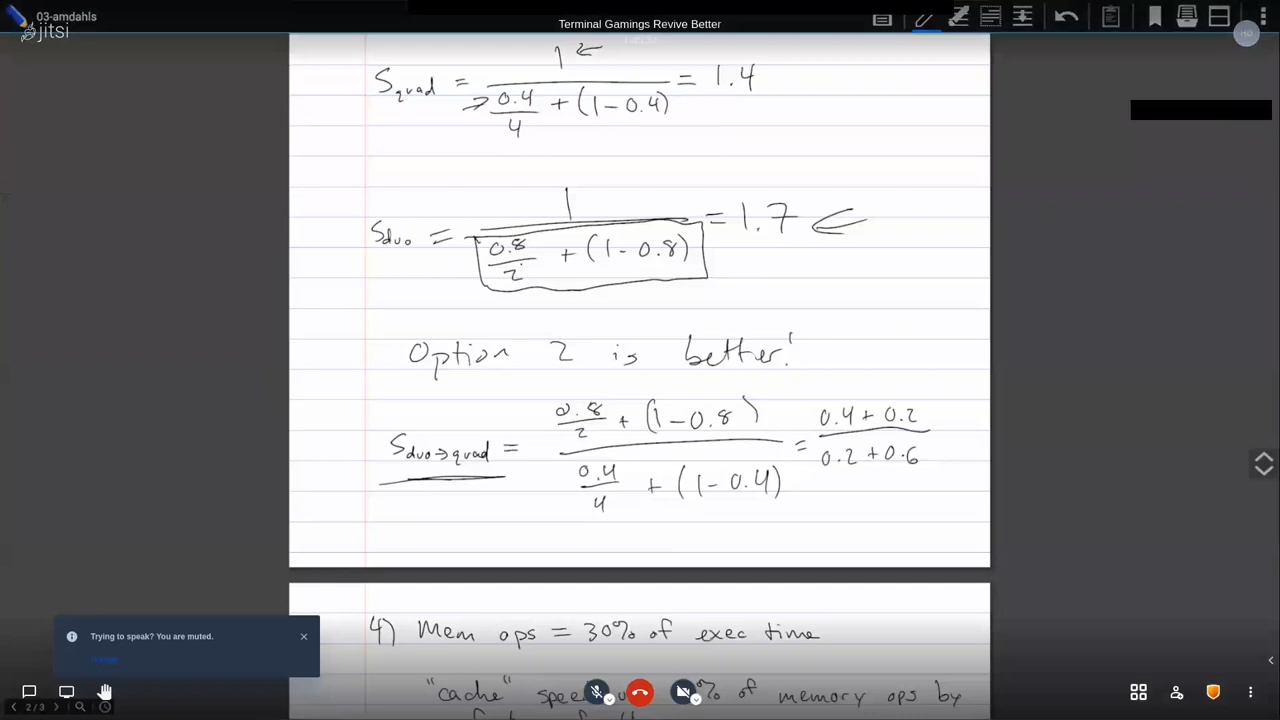 03-amdahls
jitsi
Terminal Gamings Revive Better
S_quad = 1 / (0.4/4 + (1-0.4)) = 1.4
S_duo = 1 / (0.8/2 + (1-0.8)) = 1.7
Option 2 is better!
S_duo→quad = (0.8/2 + (1-0.8)) / (0.4/4 + (1-0.4)) = (0.4+0.2) / (0.2+0.6)
Trying to speak? You are muted.
4) Mem ops = 30% of exec time
"cache" % of memory ops by
2/3